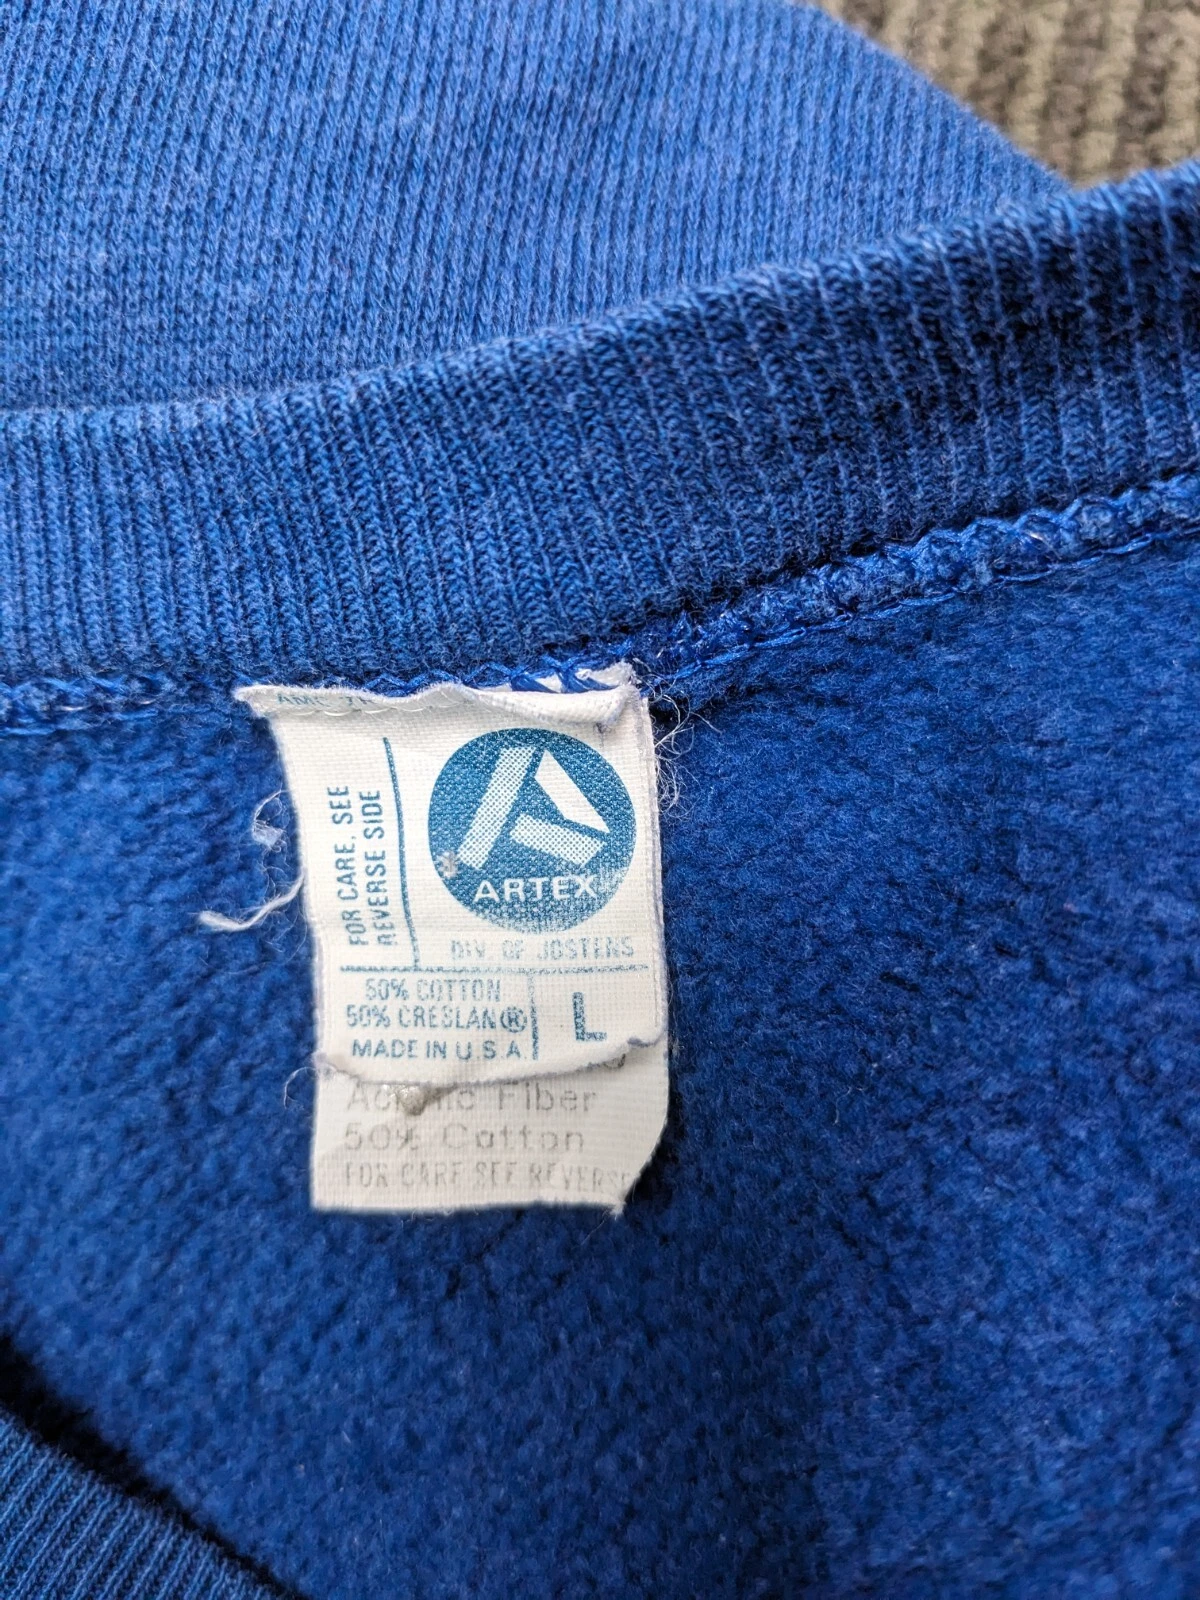 FOR CARE, SEE
REVERSE SIDE
ARTEX
DIV. OF JOSTENS
50% COTTON
50% CRESLAN®
MADE IN U.S.A.
L
Acrylic Fiber
50% Cotton
FOR CARE SEE REVERSE